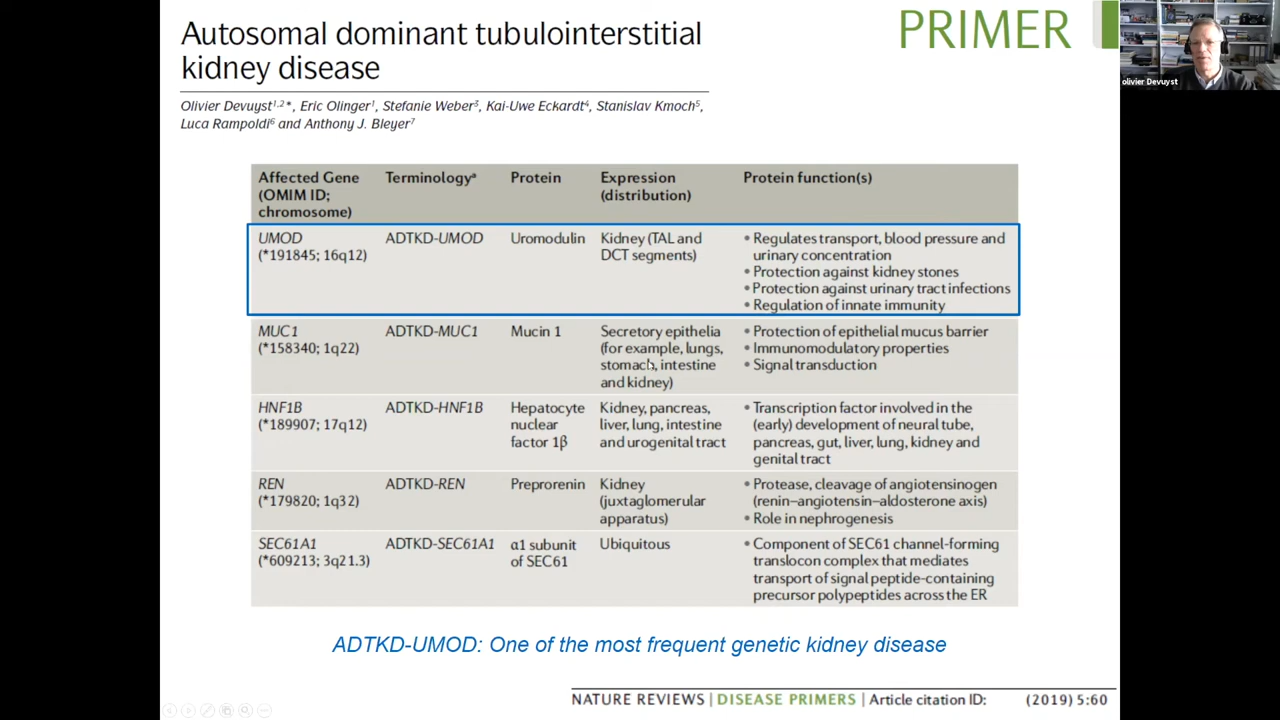 Autosomal dominant tubulointerstitial
kidney disease
PRIMER
olivier Devuyst
Olivier Devuyst¹,²*, Eric Olinger¹, Stefanie Weber³, Kai-Uwe Eckardt⁴, Stanislav Kmoch⁵,
Luca Rampoldi⁶ and Anthony J. Bleyer⁷
Affected Gene
(OMIM ID;
chromosome)
Terminologyᵃ
Protein
Expression
(distribution)
Protein function(s)
UMOD
(*191845; 16q12)
ADTKD-UMOD
Uromodulin
Kidney (TAL and
DCT segments)
• Regulates transport, blood pressure and
urinary concentration
• Protection against kidney stones
• Protection against urinary tract infections
• Regulation of innate immunity
MUC1
(*158340; 1q22)
ADTKD-MUC1
Mucin 1
Secretory epithelia
(for example, lungs,
stomach, intestine
and kidney)
• Protection of epithelial mucus barrier
• Immunomodulatory properties
• Signal transduction
HNF1B
(*189907; 17q12)
ADTKD-HNF1B
Hepatocyte
nuclear
factor 1β
Kidney, pancreas,
liver, lung, intestine
and urogenital tract
• Transcription factor involved in the
(early) development of neural tube,
pancreas, gut, liver, lung, kidney and
genital tract
REN
(*179820; 1q32)
ADTKD-REN
Preprorenin
Kidney
(juxtaglomerular
apparatus)
• Protease, cleavage of angiotensinogen
(renin–angiotensin–aldosterone axis)
• Role in nephrogenesis
SEC61A1
(*609213; 3q21.3)
ADTKD-SEC61A1
α1 subunit
of SEC61
Ubiquitous
• Component of SEC61 channel-forming
translocon complex that mediates
transport of signal peptide-containing
precursor polypeptides across the ER
ADTKD-UMOD: One of the most frequent genetic kidney disease
NATURE REVIEWS | DISEASE PRIMERS | Article citation ID: (2019) 5:60